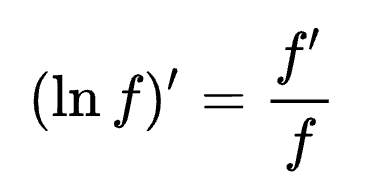 (ln f)′ = f′/f